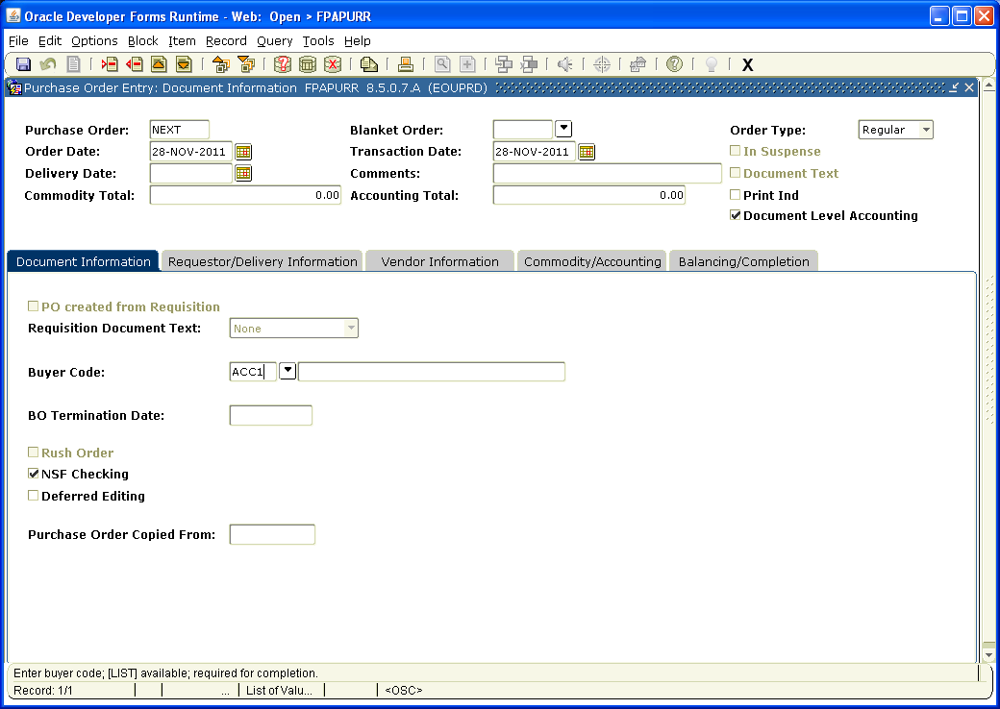 Oracle Developer Forms Runtime - Web: Open > FPAPURR
File Edit Options Block Item Record Query Tools Help
X
Purchase Order Entry: Document Information FPAPURR 8.5.0.7.A (EOUPRD)
Purchase Order: NEXT Blanket Order: Order Type: Regular
Order Date: 28-NOV-2011 Transaction Date: 28-NOV-2011 In Suspense
Delivery Date: Comments: Document Text
Commodity Total: 0.00 Accounting Total: 0.00 Print Ind
Document Level Accounting
Document Information Requestor/Delivery Information Vendor Information Commodity/Accounting Balancing/Completion
PO created from Requisition
Requisition Document Text: None
Buyer Code: ACC1
BO Termination Date:
Rush Order
NSF Checking
Deferred Editing
Purchase Order Copied From:
Enter buyer code; [LIST] available; required for completion.
Record: 1/1 ... List of Valu... <OSC>